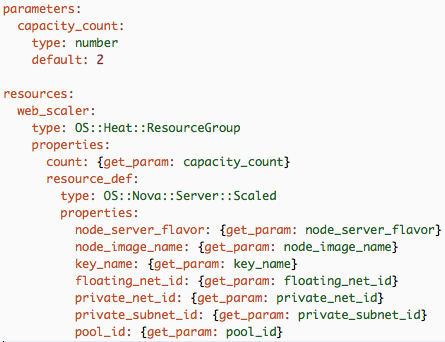 parameters:
  capacity_count:
    type: number
    default: 2

resources:
  web_scaler:
    type: OS::Heat::ResourceGroup
    properties:
      count: {get_param: capacity_count}
      resource_def:
        type: OS::Nova::Server::Scaled
        properties:
          node_server_flavor: {get_param: node_server_flavor}
          node_image_name: {get_param: node_image_name}
          key_name: {get_param: key_name}
          floating_net_id: {get_param: floating_net_id}
          private_net_id: {get_param: private_net_id}
          private_subnet_id: {get_param: private_subnet_id}
          pool_id: {get_param: pool_id}